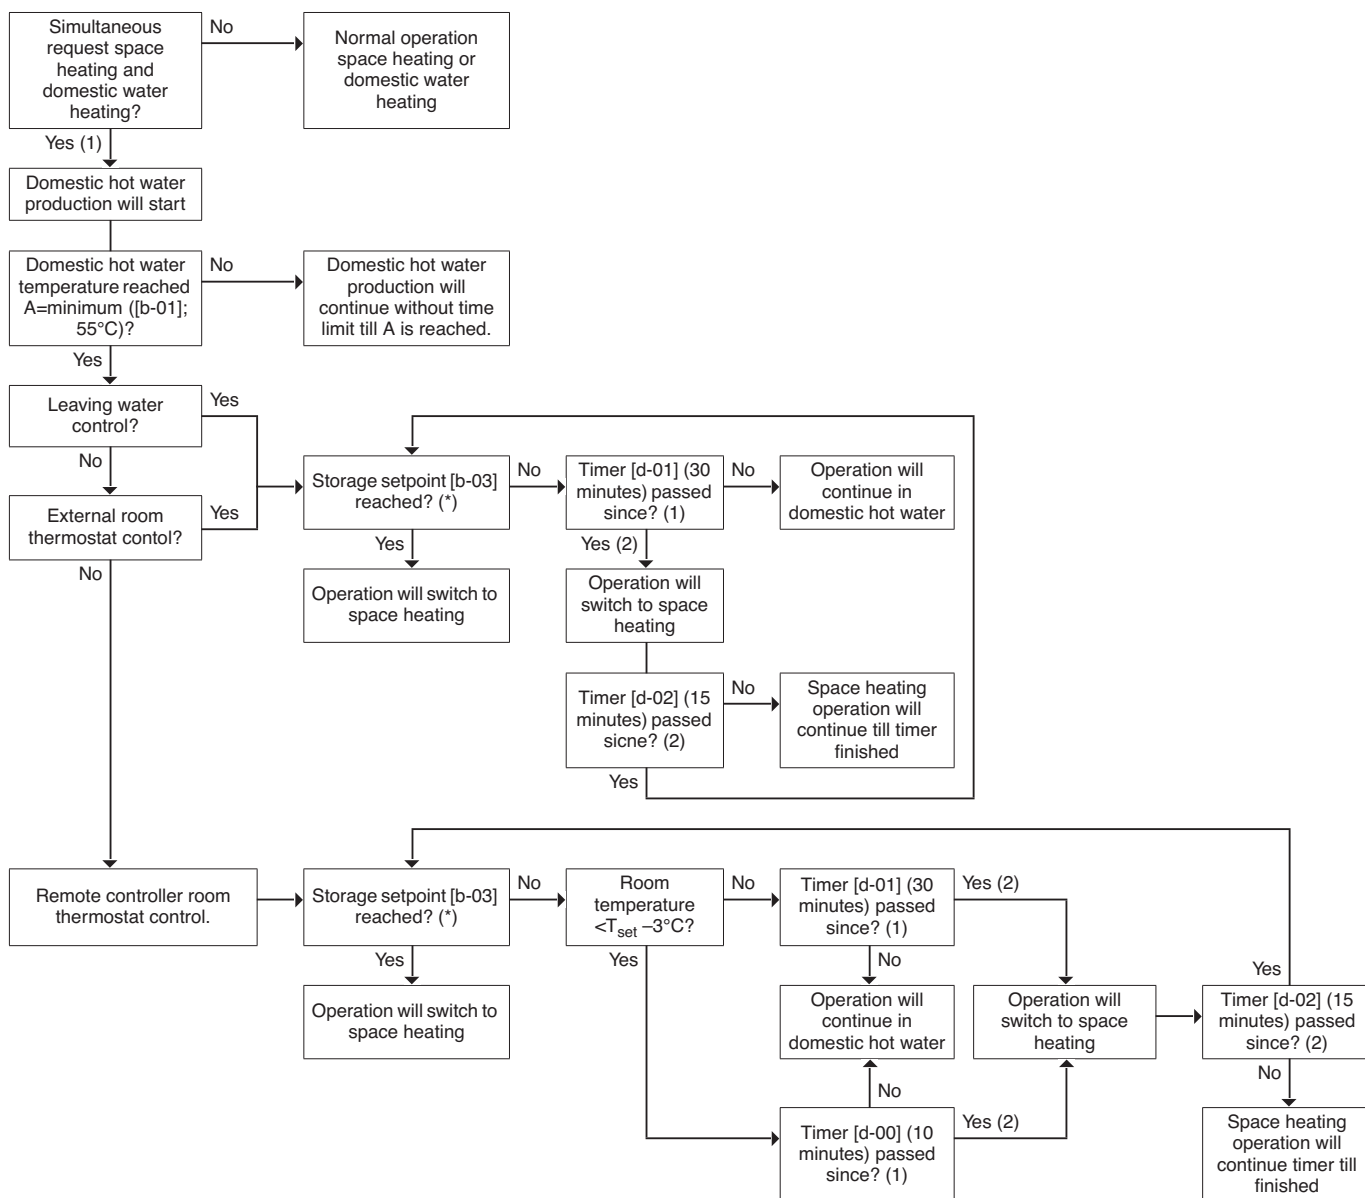 Simultaneous
request space
heating and
domestic water
heating?
No
Normal operation
space heating or
domestic water
heating
Yes (1)
Domestic hot water
production will start
Domestic hot water
temperature reached
A=minimum ([b-01];
55°C)?
No
Domestic hot water
production will
continue without time
limit till A is reached.
Yes
Leaving water
control?
Yes
No
External room
thermostat contol?
Yes
No
Storage setpoint [b-03]
reached? (*)
No
Timer [d-01] (30
minutes) passed
since? (1)
No
Operation will
continue in
domestic hot water
Yes
Operation will switch to
space heating
Yes (2)
Operation will
switch to space
heating
Timer [d-02] (15
minutes) passed
sicne? (2)
No
Space heating
operation will
continue till timer
finished
Yes
Remote controller room
thermostat control.
Storage setpoint [b-03]
reached? (*)
No
Room
temperature
<Tset –3°C?
No
Timer [d-01] (30
minutes) passed
since? (1)
Yes (2)
Yes
Operation will switch to
space heating
Yes
No
Operation will
continue in
domestic hot water
Operation will
switch to space
heating
Yes
Timer [d-02] (15
minutes) passed
since? (2)
No
Timer [d-00] (10
minutes) passed
since? (1)
Yes (2)
No
Space heating
operation will
continue timer till
finished